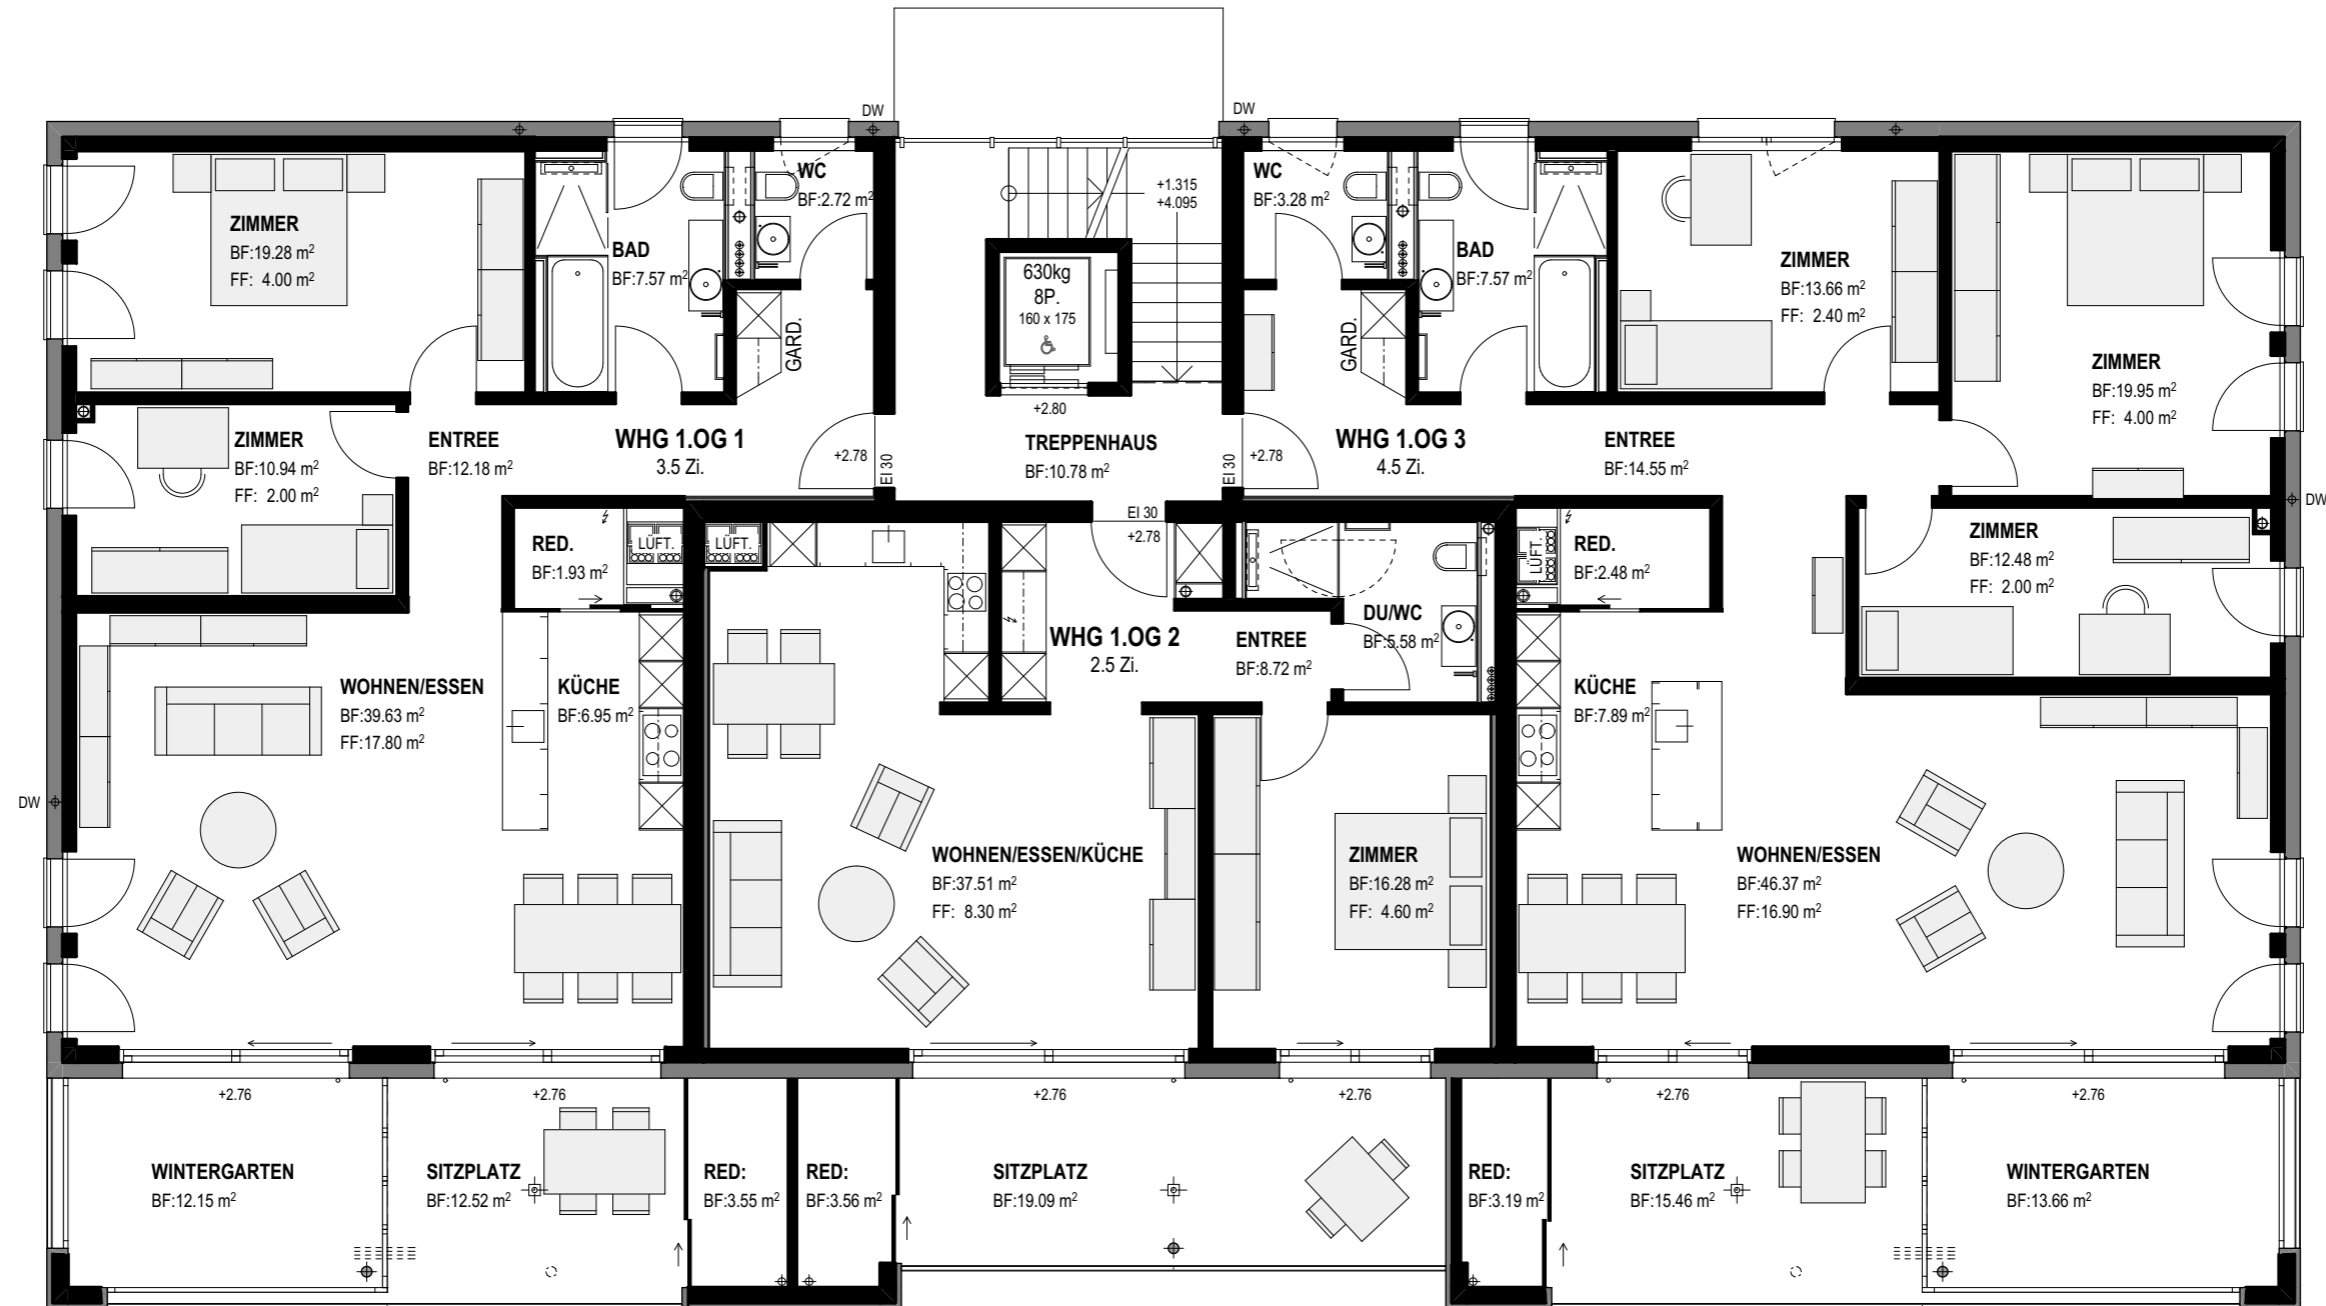 DW
DW
WC
BF:2.72 m²
+1.315
+4.095
WC
BF:3.28 m²
ZIMMER
BF:19.28 m²
FF: 4.00 m²
BAD
BF:7.57 m²
630kg
8P.
160 x 175
BAD
BF:7.57 m²
ZIMMER
BF:13.66 m²
FF: 2.40 m²
GARD.
GARD.
ZIMMER
BF:19.95 m²
FF: 4.00 m²
+2.80
ZIMMER
BF:10.94 m²
FF: 2.00 m²
ENTREE
BF:12.18 m²
WHG 1.OG 1
3.5 Zi.
+2.78
EI 30
TREPPENHAUS
BF:10.78 m²
EI 30
+2.78
WHG 1.OG 3
4.5 Zi.
ENTREE
BF:14.55 m²
DW
EI 30
+2.78
RED.
BF:1.93 m²
LÜFT.
LÜFT.
LÜFT.
RED.
BF:2.48 m²
ZIMMER
BF:12.48 m²
FF: 2.00 m²
WHG 1.OG 2
2.5 Zi.
ENTREE
BF:8.72 m²
DU/WC
BF:5.58 m²
WOHNEN/ESSEN
BF:39.63 m²
FF:17.80 m²
KÜCHE
BF:6.95 m²
KÜCHE
BF:7.89 m²
DW
WOHNEN/ESSEN/KÜCHE
BF:37.51 m²
FF: 8.30 m²
ZIMMER
BF:16.28 m²
FF: 4.60 m²
WOHNEN/ESSEN
BF:46.37 m²
FF:16.90 m²
+2.76
+2.76
+2.76
+2.76
+2.76
+2.76
WINTERGARTEN
BF:12.15 m²
SITZPLATZ
BF:12.52 m²
RED:
BF:3.55 m²
RED:
BF:3.56 m²
SITZPLATZ
BF:19.09 m²
RED:
BF:3.19 m²
SITZPLATZ
BF:15.46 m²
WINTERGARTEN
BF:13.66 m²